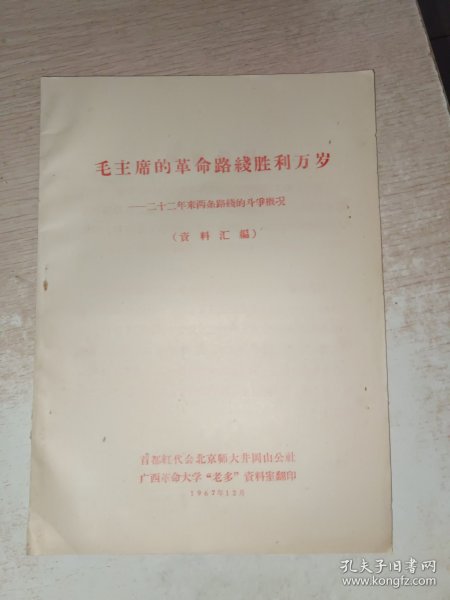 毛主席的革命路綫胜利万岁
——二十二年来两条路綫的斗爭概况
（資料汇編）
首都紅代会北京师大井岡山公社
广西革命大学“老多”資料室翻印
1967年12月
孔夫子旧书网
www.kongfz.com